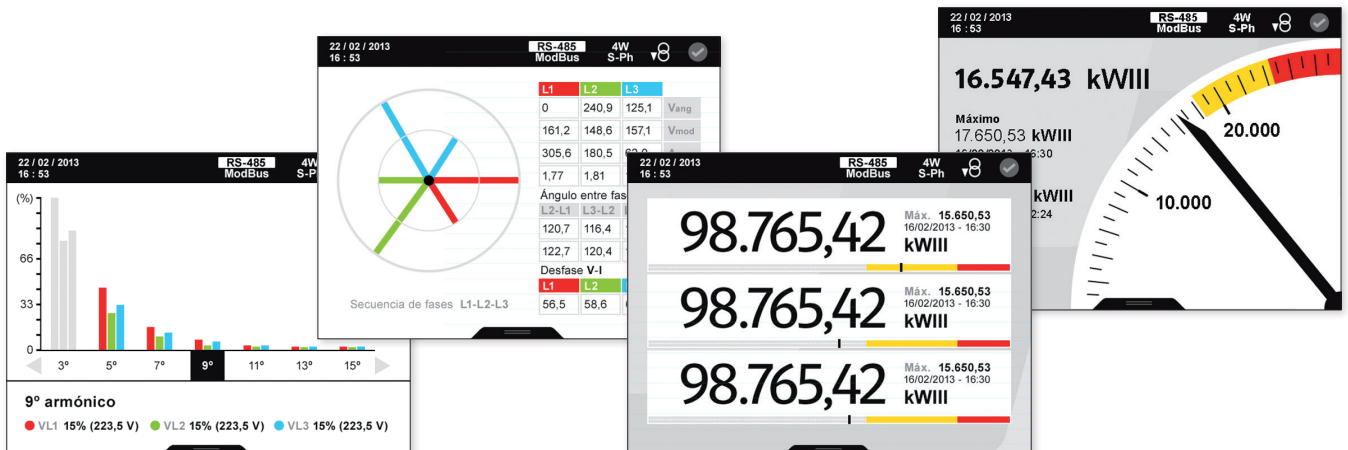 22 / 02 / 2013
16 : 53
RS-485
ModBus
4W
(%)
66
33
0
3º 5º 7º 9º 11º 13º 15º
9º armónico
VL1 15% (223,5 V) VL2 15% (223,5 V) VL3 15% (223,5 V)
22 / 02 / 2013
16 : 53
RS-485
ModBus
4W
S-Ph
L1 L2 L3
0 240,9 125,1 Vang
161,2 148,6 157,1 Vmod
305,6 180,5
1,77 1,81
Ángulo entre
L2-L1 L3-L2
120,7 116,4
122,7 120,4
Desfase V-I
L1 L2
56,5 58,6
Secuencia de fases L1-L2-L3
22 / 02 / 2013
16 : 53
RS-485
ModBus
4W
S-Ph
98.765,42
Máx. 15.650,53
16/02/2013 - 16:30
kWIII
98.765,42
Máx. 15.650,53
16/02/2013 - 16:30
kWIII
98.765,42
Máx. 15.650,53
16/02/2013 - 16:30
kWIII
22 / 02 / 2013
16 : 53
RS-485
ModBus
4W
S-Ph
16.547,43 kWIII
Máximo
17.650,53 kWIII
kWIII
20.000
10.000